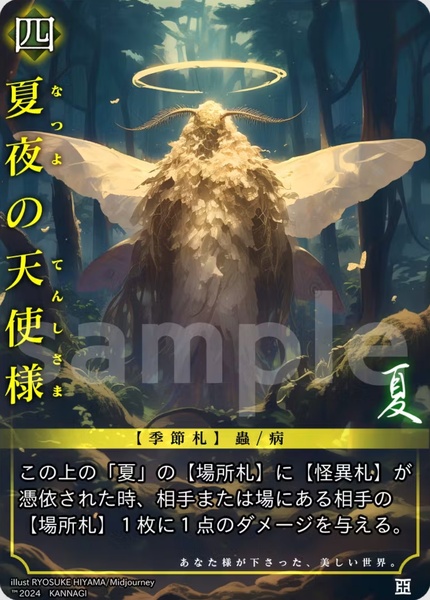 四
夏夜の天使様
なつよ
てんしさま
sample
夏
【季節札】蟲/病
この上の「夏」の【場所札】に【怪異札】が
憑依された時、相手または場にある相手の
【場所札】１枚に１点のダメージを与える。
あなた様が下さった、美しい世界。
illust RYOSUKE HIYAMA/Midjourney
™2024 KANNAGI